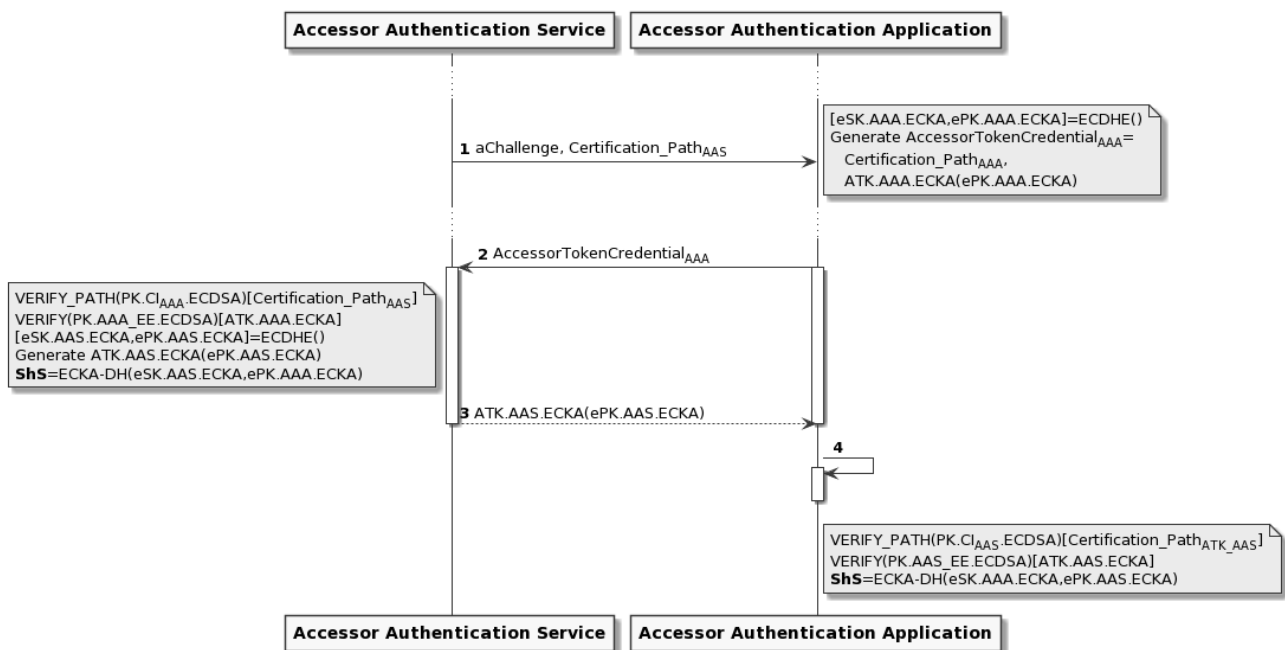 Accessor Authentication Service
Accessor Authentication Application
[eSK.AAA.ECKA,ePK.AAA.ECKA]=ECDHE()
Generate AccessorTokenCredentialAAA=
Certification_PathAAA,
ATK.AAA.ECKA(ePK.AAA.ECKA)
1 aChallenge, Certification_PathAAS
2 AccessorTokenCredentialAAA
VERIFY_PATH(PK.CIAAA.ECDSA)[Certification_PathAAS]
VERIFY(PK.AAA_EE.ECDSA)[ATK.AAA.ECKA]
[eSK.AAS.ECKA,ePK.AAS.ECKA]=ECDHE()
Generate ATK.AAS.ECKA(ePK.AAS.ECKA)
ShS=ECKA-DH(eSK.AAS.ECKA,ePK.AAA.ECKA)
3 ATK.AAS.ECKA(ePK.AAS.ECKA)
4
VERIFY_PATH(PK.CIAAS.ECDSA)[Certification_PathATK_AAS]
VERIFY(PK.AAS_EE.ECDSA)[ATK.AAS.ECKA]
ShS=ECKA-DH(eSK.AAA.ECKA,ePK.AAS.ECKA)
Accessor Authentication Service
Accessor Authentication Application